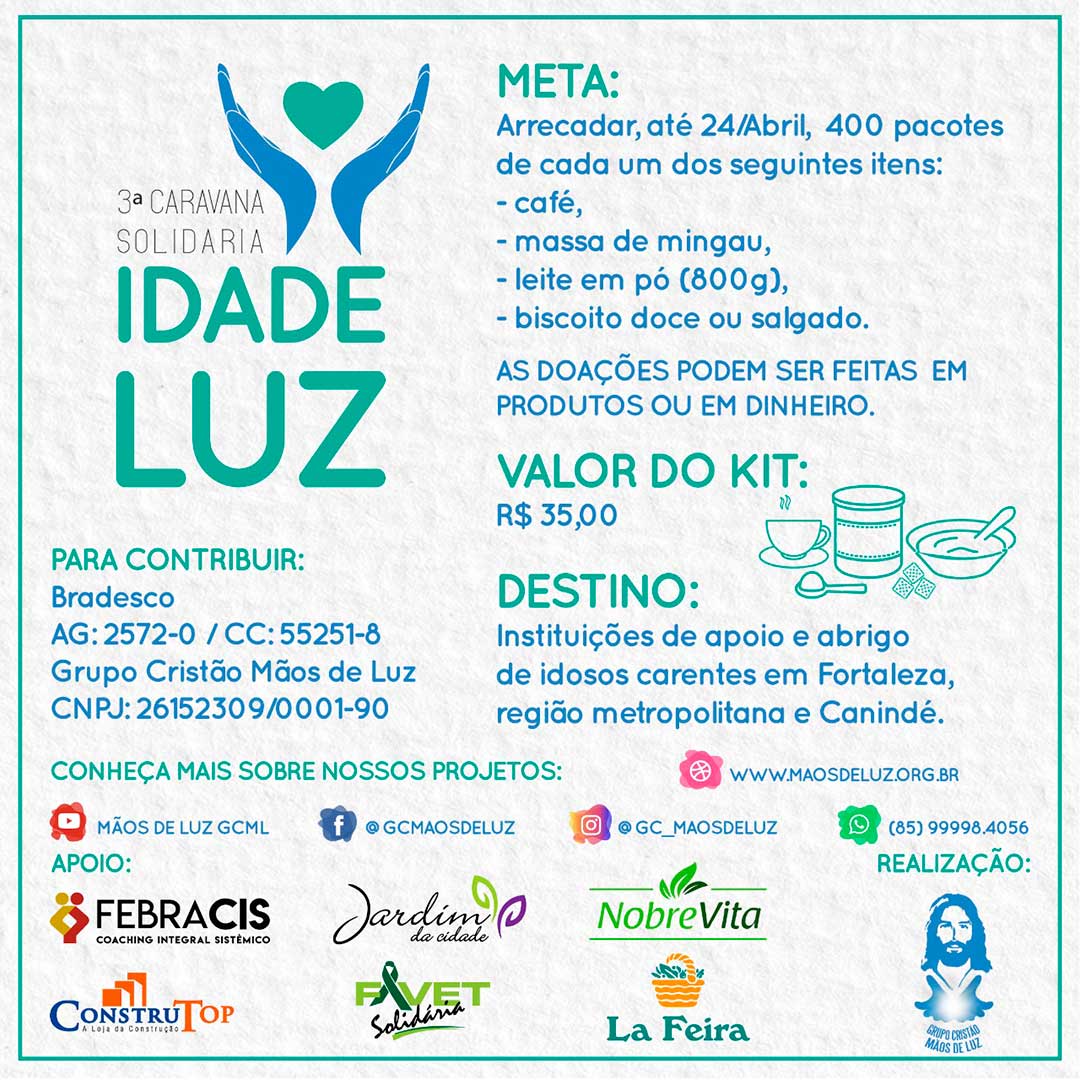 3ª CARAVANA
SOLIDARIA
IDADE
LUZ
META:
Arrecadar, até 24/Abril, 400 pacotes
de cada um dos seguintes itens:
- café,
- massa de mingau,
- leite em pó (800g),
- biscoito doce ou salgado.
AS DOAÇÕES PODEM SER FEITAS EM
PRODUTOS OU EM DINHEIRO.
VALOR DO KIT:
R$ 35,00
DESTINO:
Instituições de apoio e abrigo
de idosos carentes em Fortaleza,
região metropolitana e Canindé.
PARA CONTRIBUIR:
Bradesco
AG: 2572-0 / CC: 55251-8
Grupo Cristão Mãos de Luz
CNPJ: 26152309/0001-90
CONHEÇA MAIS SOBRE NOSSOS PROJETOS:
WWW.MAOSDELUZ.ORG.BR
MÃOS DE LUZ GCML
@GCMAOSDELUZ
@GC_MAOSDELUZ
(85) 99998.4056
APOIO:
REALIZAÇÃO:
FEBRACIS
COACHING INTEGRAL SISTÊMICO
Jardim
da cidade
NobreVita
CONSTRUTOP
A Loja da Construção
FAVET
Solidária
La Feira
GRUPO CRISTÃO
MÃOS DE LUZ